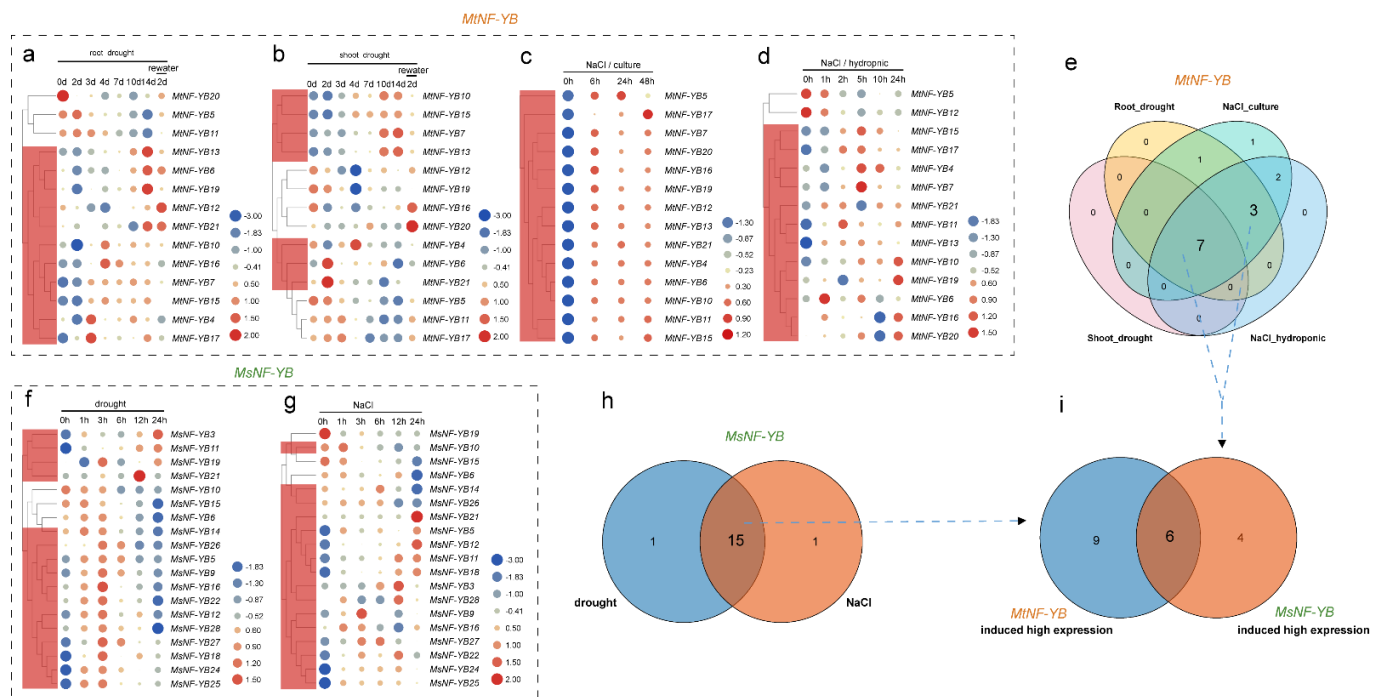 MtNF-YB
a
root drought
rewater
0d 2d 3d 4d 7d 10d14d 2d
MtNF-YB20
MtNF-YB5
MtNF-YB11
MtNF-YB13
MtNF-YB6
MtNF-YB19
MtNF-YB12
MtNF-YB21
MtNF-YB10
MtNF-YB16
MtNF-YB7
MtNF-YB15
MtNF-YB4
MtNF-YB17
-3.00
-1.83
-1.00
-0.41
0.50
1.00
1.50
2.00
b
shoot drought
rewater
0d 2d 3d 4d 7d 10d 14d 2d
MtNF-YB10
MtNF-YB15
MtNF-YB7
MtNF-YB13
MtNF-YB12
MtNF-YB19
MtNF-YB16
MtNF-YB20
MtNF-YB4
MtNF-YB6
MtNF-YB21
MtNF-YB5
MtNF-YB11
MtNF-YB17
-3.00
-1.83
-1.00
-0.41
0.50
1.00
1.50
2.00
c
NaCl / culture
0h 6h 24h 48h
MtNF-YB5
MtNF-YB17
MtNF-YB7
MtNF-YB20
MtNF-YB16
MtNF-YB19
MtNF-YB12
MtNF-YB13
MtNF-YB21
MtNF-YB4
MtNF-YB6
MtNF-YB10
MtNF-YB11
MtNF-YB15
-1.30
-0.87
-0.52
-0.23
0.30
0.60
0.90
1.20
d
NaCl / hydropnic
0h 1h 2h 5h 10h 24h
MtNF-YB5
MtNF-YB12
MtNF-YB15
MtNF-YB17
MtNF-YB4
MtNF-YB7
MtNF-YB21
MtNF-YB11
MtNF-YB13
MtNF-YB10
MtNF-YB19
MtNF-YB6
MtNF-YB16
MtNF-YB20
-1.83
-1.30
-0.87
-0.52
0.60
0.90
1.20
1.50
e
MtNF-YB
Root_drought
NaCl_culture
0
1
1
2
0
0
3
0
7
0
0
0
0
0
Shoot_drought
NaCl_hydroponic
MsNF-YB
f
drought
0h 1h 3h 6h 12h 24h
MsNF-YB3
MsNF-YB11
MsNF-YB19
MsNF-YB21
MsNF-YB10
MsNF-YB15
MsNF-YB6
MsNF-YB14
MsNF-YB26
MsNF-YB5
MsNF-YB9
MsNF-YB16
MsNF-YB22
MsNF-YB12
MsNF-YB28
MsNF-YB27
MsNF-YB18
MsNF-YB24
MsNF-YB25
-1.83
-1.30
-0.87
-0.52
0.60
0.90
1.20
1.50
g
NaCl
0h 1h 3h 6h 12h 24h
MsNF-YB19
MsNF-YB10
MsNF-YB15
MsNF-YB6
MsNF-YB14
MsNF-YB26
MsNF-YB21
MsNF-YB5
MsNF-YB12
MsNF-YB11
MsNF-YB18
MsNF-YB3
MsNF-YB28
MsNF-YB9
MsNF-YB16
MsNF-YB27
MsNF-YB22
MsNF-YB24
MsNF-YB25
-3.00
-1.83
-1.00
-0.41
0.50
1.00
1.50
2.00
h
MsNF-YB
1
15
1
drought
NaCl
i
9
6
4
MtNF-YB
induced high expression
MsNF-YB
induced high expression